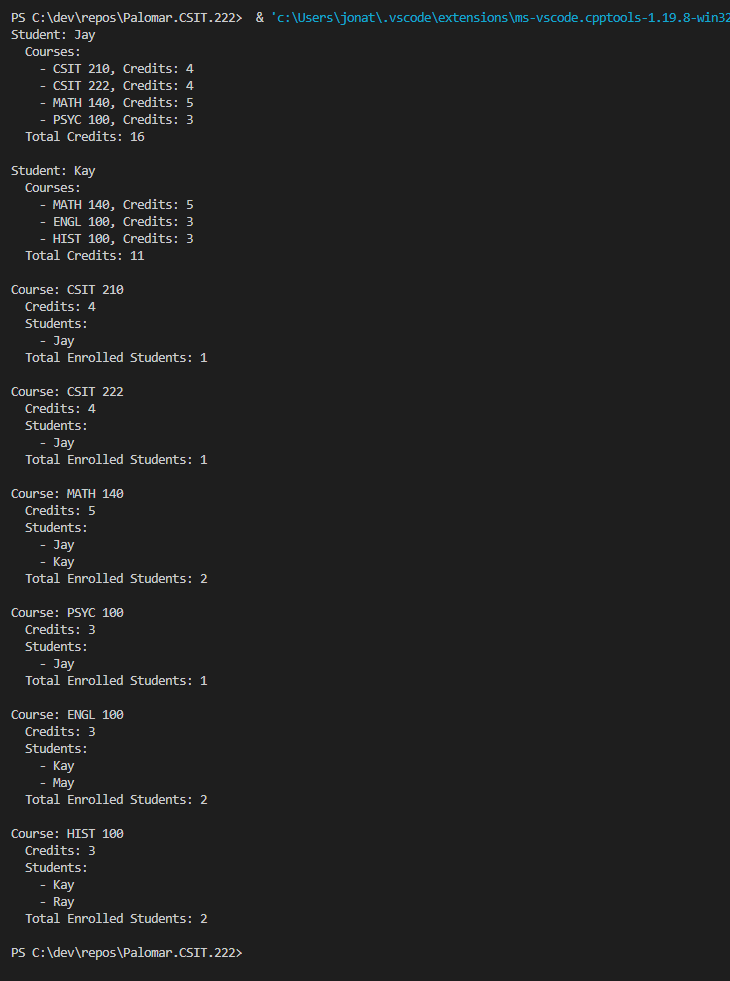 PS C:\dev\repos\Palomar.CSIT.222>  & 'c:\Users\jonat\.vscode\extensions\ms-vscode.cpptools-1.19.8-win32
Student: Jay
  Courses:
    - CSIT 210, Credits: 4
    - CSIT 222, Credits: 4
    - MATH 140, Credits: 5
    - PSYC 100, Credits: 3
  Total Credits: 16

Student: Kay
  Courses:
    - MATH 140, Credits: 5
    - ENGL 100, Credits: 3
    - HIST 100, Credits: 3
  Total Credits: 11

Course: CSIT 210
  Credits: 4
  Students:
    - Jay
  Total Enrolled Students: 1

Course: CSIT 222
  Credits: 4
  Students:
    - Jay
  Total Enrolled Students: 1

Course: MATH 140
  Credits: 5
  Students:
    - Jay
    - Kay
  Total Enrolled Students: 2

Course: PSYC 100
  Credits: 3
  Students:
    - Jay
  Total Enrolled Students: 1

Course: ENGL 100
  Credits: 3
  Students:
    - Kay
    - May
  Total Enrolled Students: 2

Course: HIST 100
  Credits: 3
  Students:
    - Kay
    - Ray
  Total Enrolled Students: 2

PS C:\dev\repos\Palomar.CSIT.222>